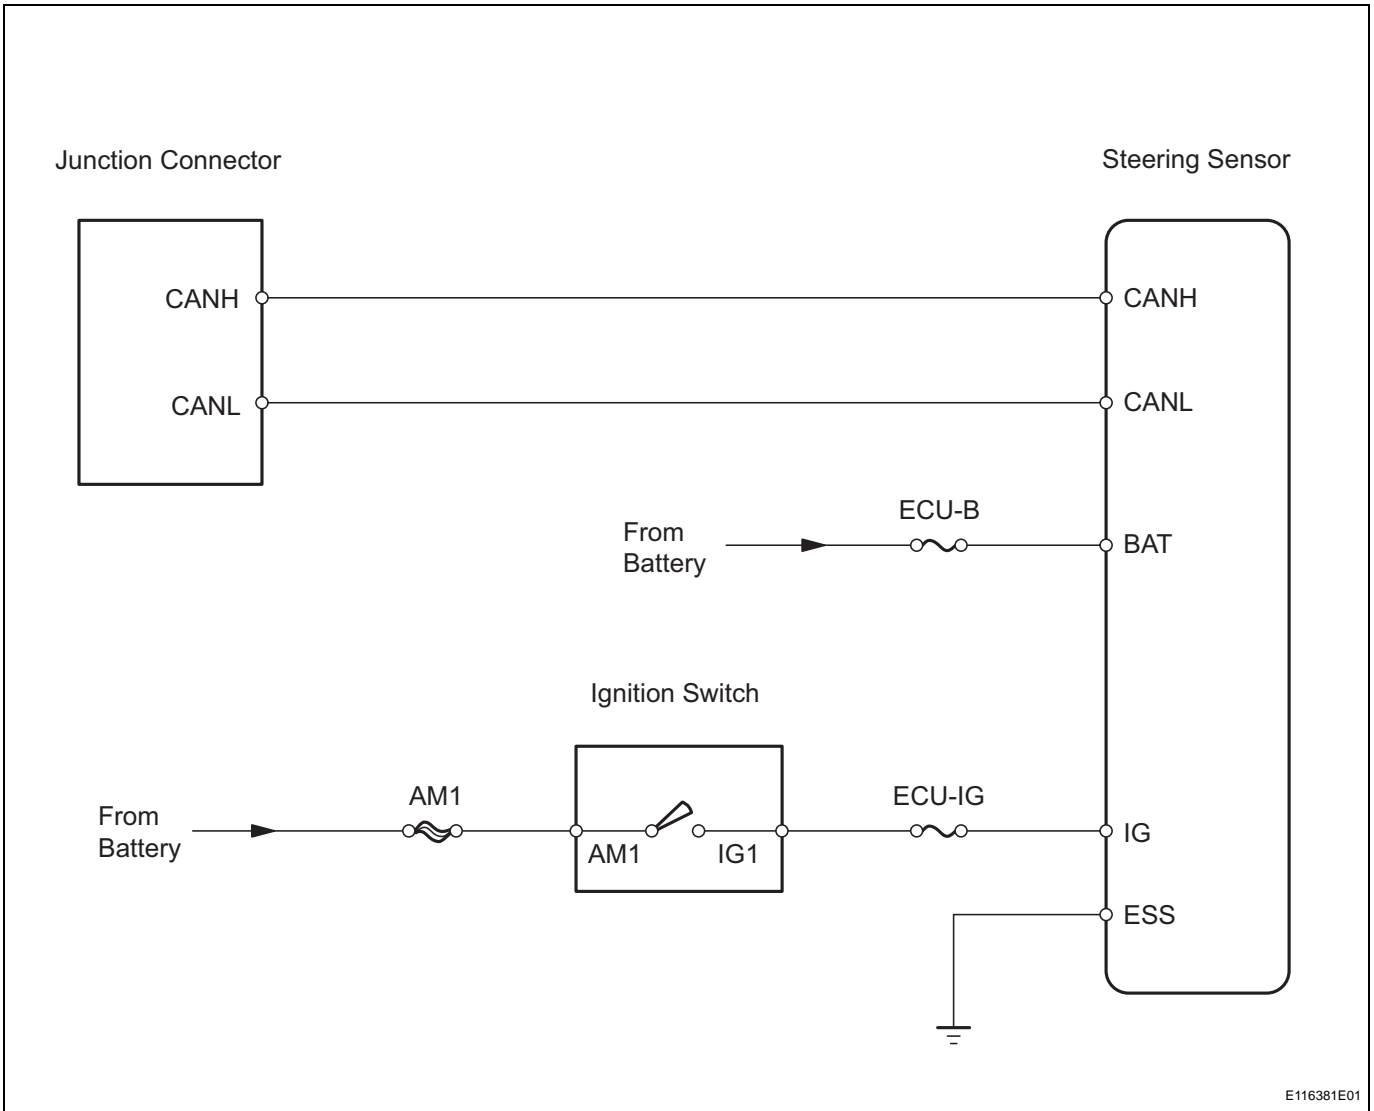 Junction Connector
Steering Sensor
CANH
CANH
CANL
CANL
ECU-B
From
Battery
BAT
Ignition Switch
From
Battery
AM1
AM1
IG1
ECU-IG
IG
ESS
E116381E01